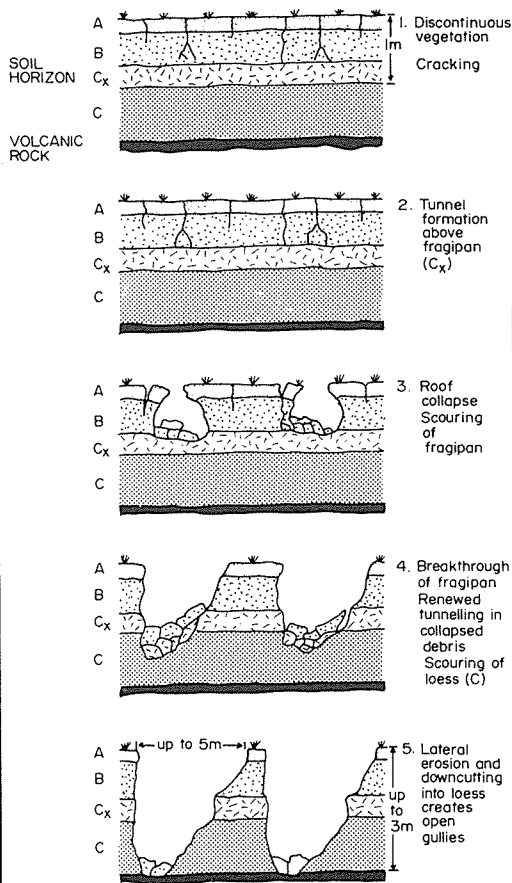 A
B
Cx
C
SOIL
HORIZON
VOLCANIC
ROCK
1m
1. Discontinuous
vegetation
Cracking
A
B
Cx
C
2. Tunnel
formation
above
fragipan
(Cx)
A
B
Cx
C
3. Roof
collapse
Scouring
of
fragipan
A
B
Cx
C
4. Breakthrough
of fragipan
Renewed
tunnelling in
collapsed
debris
Scouring of
loess (C)
A
B
Cx
C
up to 5m
up
to
3m
5. Lateral
erosion and
downcutting
into loess
creates
open
gullies